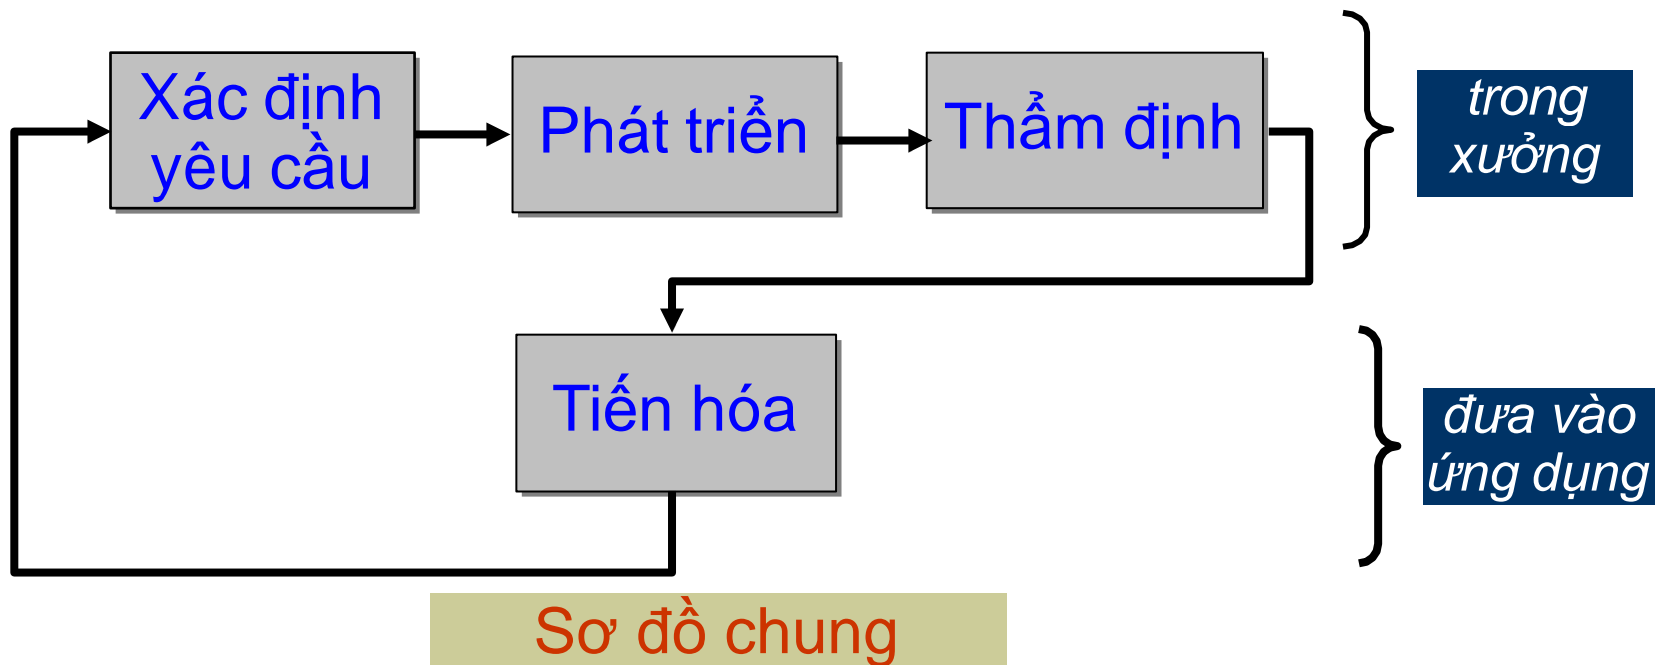 Xác định
yêu cầu
Phát triển
Thẩm định
trong
xưởng
Tiến hóa
đưa vào
ứng dụng
Sơ đồ chung